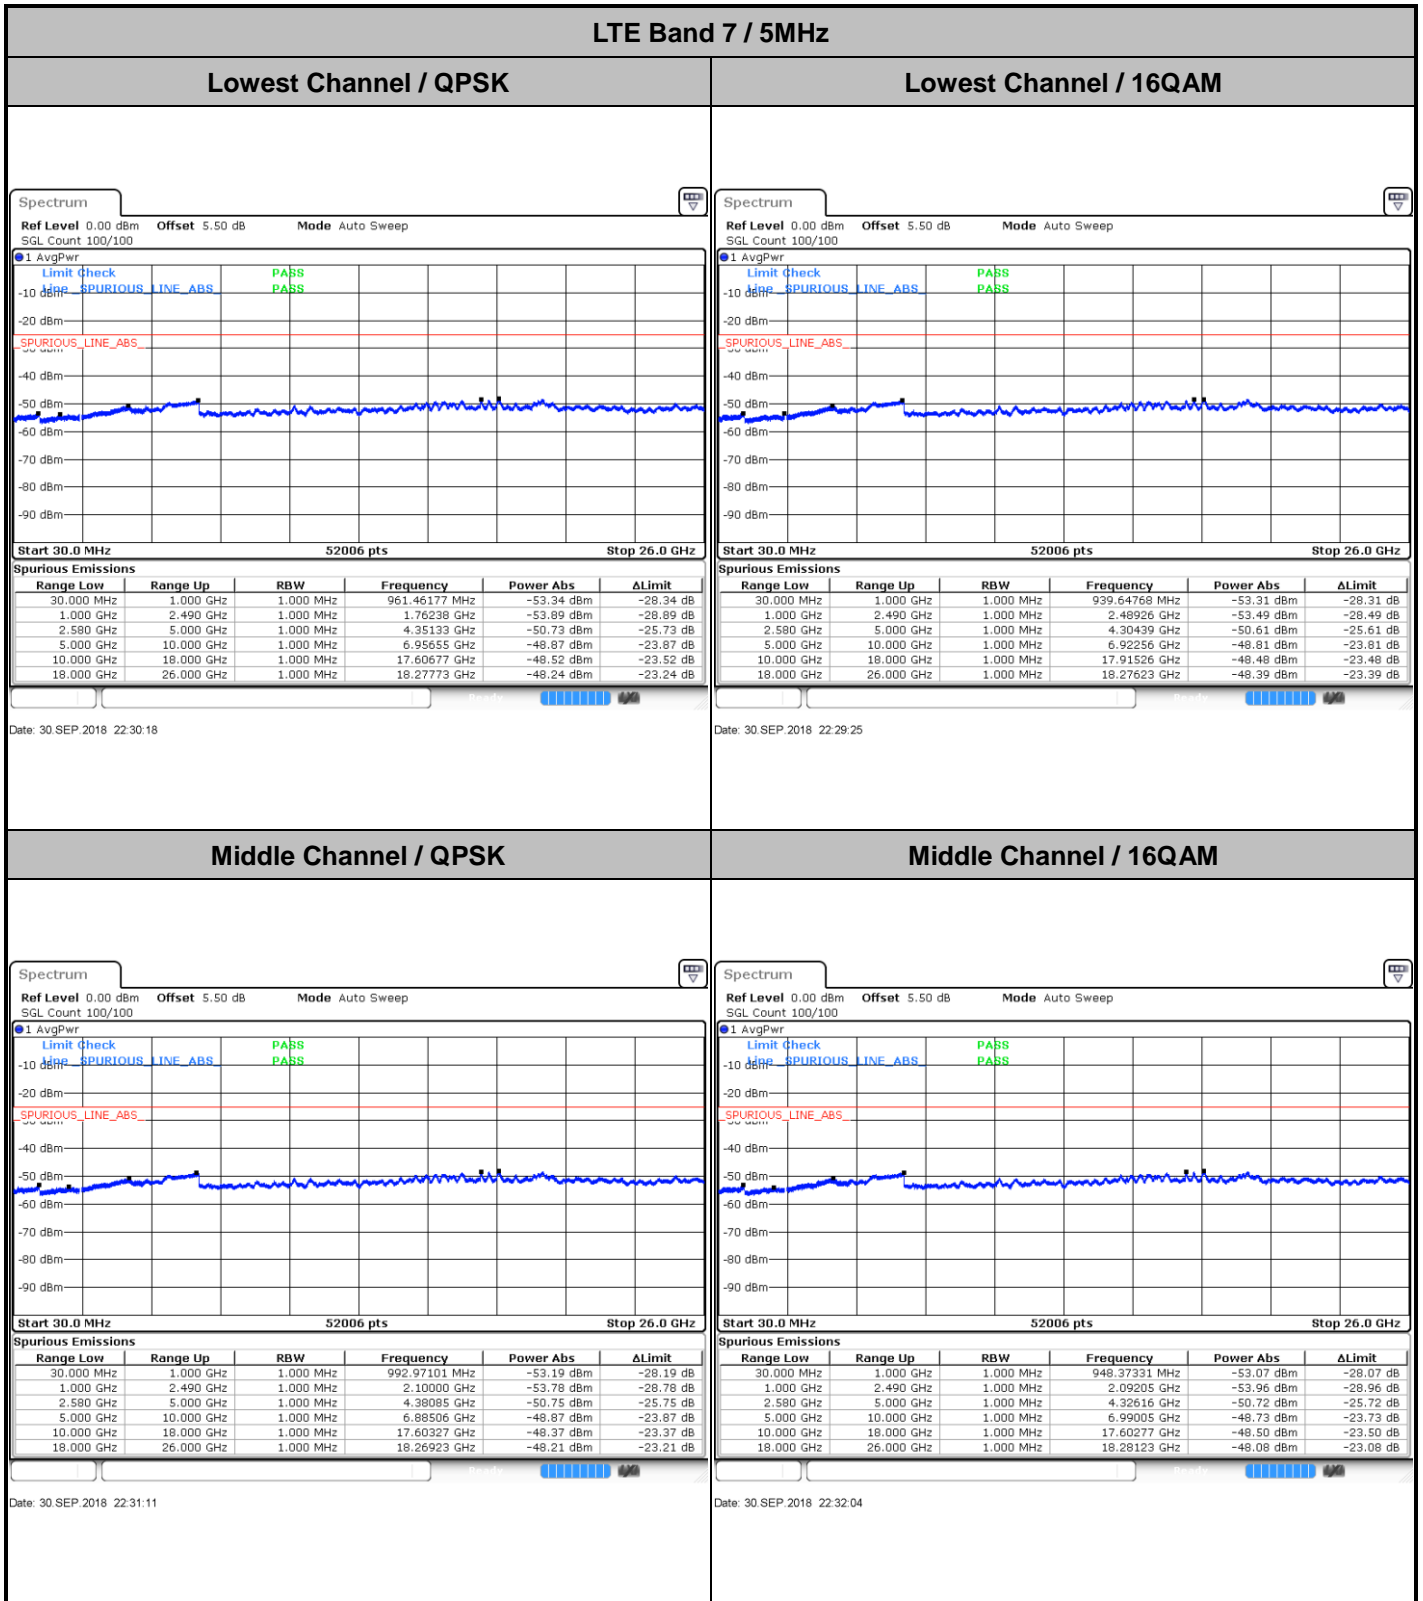 LTE Band 7 / 5MHz
Lowest Channel / QPSK
Lowest Channel / 16QAM
Spectrum
Ref Level 0.00 dBm Offset 5.50 dB Mode Auto Sweep
SGL Count 100/100
1 AvgPwr
Limit Check PASS
Line _SPURIOUS_LINE_ABS_ PASS
-10 dBm
-20 dBm
_SPURIOUS_LINE_ABS_
-40 dBm
-50 dBm
-60 dBm
-70 dBm
-80 dBm
-90 dBm
Start 30.0 MHz 52006 pts Stop 26.0 GHz
Spurious Emissions
Range Low Range Up RBW Frequency Power Abs ΔLimit
30.000 MHz 1.000 GHz 1.000 MHz 961.46177 MHz -53.34 dBm -28.34 dB
1.000 GHz 2.490 GHz 1.000 MHz 1.76238 GHz -53.89 dBm -28.89 dB
2.580 GHz 5.000 GHz 1.000 MHz 4.35133 GHz -50.73 dBm -25.73 dB
5.000 GHz 10.000 GHz 1.000 MHz 6.95655 GHz -48.87 dBm -23.87 dB
10.000 GHz 18.000 GHz 1.000 MHz 17.60677 GHz -48.52 dBm -23.52 dB
18.000 GHz 26.000 GHz 1.000 MHz 18.27773 GHz -48.24 dBm -23.24 dB
Date: 30.SEP.2018 22:30:18
Spectrum
Ref Level 0.00 dBm Offset 5.50 dB Mode Auto Sweep
SGL Count 100/100
1 AvgPwr
Limit Check PASS
Line _SPURIOUS_LINE_ABS_ PASS
-10 dBm
-20 dBm
_SPURIOUS_LINE_ABS_
-40 dBm
-50 dBm
-60 dBm
-70 dBm
-80 dBm
-90 dBm
Start 30.0 MHz 52006 pts Stop 26.0 GHz
Spurious Emissions
Range Low Range Up RBW Frequency Power Abs ΔLimit
30.000 MHz 1.000 GHz 1.000 MHz 939.64768 MHz -53.31 dBm -28.31 dB
1.000 GHz 2.490 GHz 1.000 MHz 2.48926 GHz -53.49 dBm -28.49 dB
2.580 GHz 5.000 GHz 1.000 MHz 4.30439 GHz -50.61 dBm -25.61 dB
5.000 GHz 10.000 GHz 1.000 MHz 6.92256 GHz -48.81 dBm -23.81 dB
10.000 GHz 18.000 GHz 1.000 MHz 17.91526 GHz -48.48 dBm -23.48 dB
18.000 GHz 26.000 GHz 1.000 MHz 18.27623 GHz -48.39 dBm -23.39 dB
Date: 30.SEP.2018 22:29:25
Middle Channel / QPSK
Middle Channel / 16QAM
Spectrum
Ref Level 0.00 dBm Offset 5.50 dB Mode Auto Sweep
SGL Count 100/100
1 AvgPwr
Limit Check PASS
Line _SPURIOUS_LINE_ABS_ PASS
-10 dBm
-20 dBm
_SPURIOUS_LINE_ABS_
-40 dBm
-50 dBm
-60 dBm
-70 dBm
-80 dBm
-90 dBm
Start 30.0 MHz 52006 pts Stop 26.0 GHz
Spurious Emissions
Range Low Range Up RBW Frequency Power Abs ΔLimit
30.000 MHz 1.000 GHz 1.000 MHz 992.97101 MHz -53.19 dBm -28.19 dB
1.000 GHz 2.490 GHz 1.000 MHz 2.10000 GHz -53.78 dBm -28.78 dB
2.580 GHz 5.000 GHz 1.000 MHz 4.38085 GHz -50.75 dBm -25.75 dB
5.000 GHz 10.000 GHz 1.000 MHz 6.88506 GHz -48.87 dBm -23.87 dB
10.000 GHz 18.000 GHz 1.000 MHz 17.60327 GHz -48.37 dBm -23.37 dB
18.000 GHz 26.000 GHz 1.000 MHz 18.26923 GHz -48.21 dBm -23.21 dB
Date: 30.SEP.2018 22:31:11
Spectrum
Ref Level 0.00 dBm Offset 5.50 dB Mode Auto Sweep
SGL Count 100/100
1 AvgPwr
Limit Check PASS
Line _SPURIOUS_LINE_ABS_ PASS
-10 dBm
-20 dBm
_SPURIOUS_LINE_ABS_
-40 dBm
-50 dBm
-60 dBm
-70 dBm
-80 dBm
-90 dBm
Start 30.0 MHz 52006 pts Stop 26.0 GHz
Spurious Emissions
Range Low Range Up RBW Frequency Power Abs ΔLimit
30.000 MHz 1.000 GHz 1.000 MHz 948.37331 MHz -53.07 dBm -28.07 dB
1.000 GHz 2.490 GHz 1.000 MHz 2.09205 GHz -53.96 dBm -28.96 dB
2.580 GHz 5.000 GHz 1.000 MHz 4.32616 GHz -50.72 dBm -25.72 dB
5.000 GHz 10.000 GHz 1.000 MHz 6.99005 GHz -48.73 dBm -23.73 dB
10.000 GHz 18.000 GHz 1.000 MHz 17.60277 GHz -48.50 dBm -23.50 dB
18.000 GHz 26.000 GHz 1.000 MHz 18.28123 GHz -48.08 dBm -23.08 dB
Date: 30.SEP.2018 22:32:04